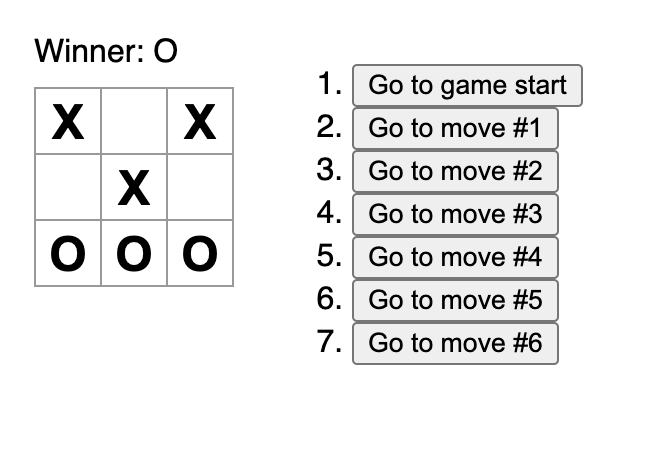 Winner: O
X X
X
O O O
1. Go to game start
2. Go to move #1
3. Go to move #2
4. Go to move #3
5. Go to move #4
6. Go to move #5
7. Go to move #6